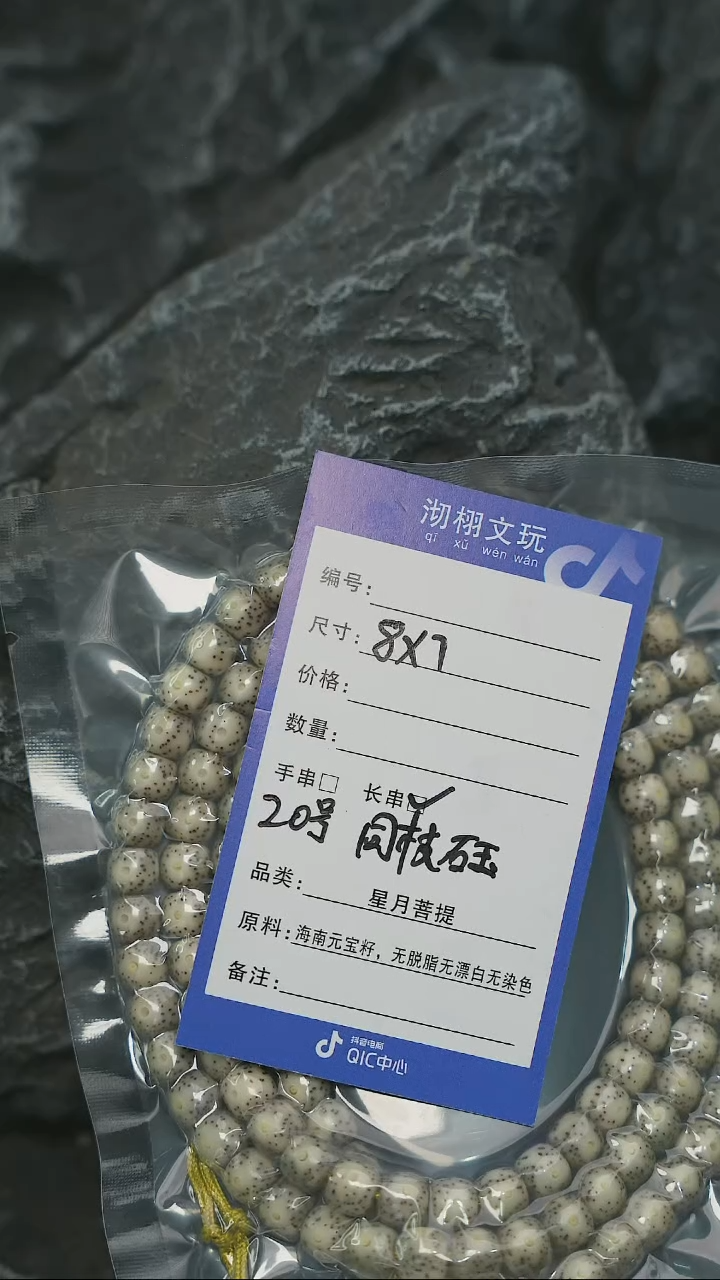 沏栩文玩
qī xǔ wén wán
编号:
尺寸: 8X7
价格:
数量:
手串 长串 ✓
20号 同枝
品类: 星月菩提
原料: 海南元宝籽，无脱脂无漂白无染色
备注:
抖音电商
QIC中心